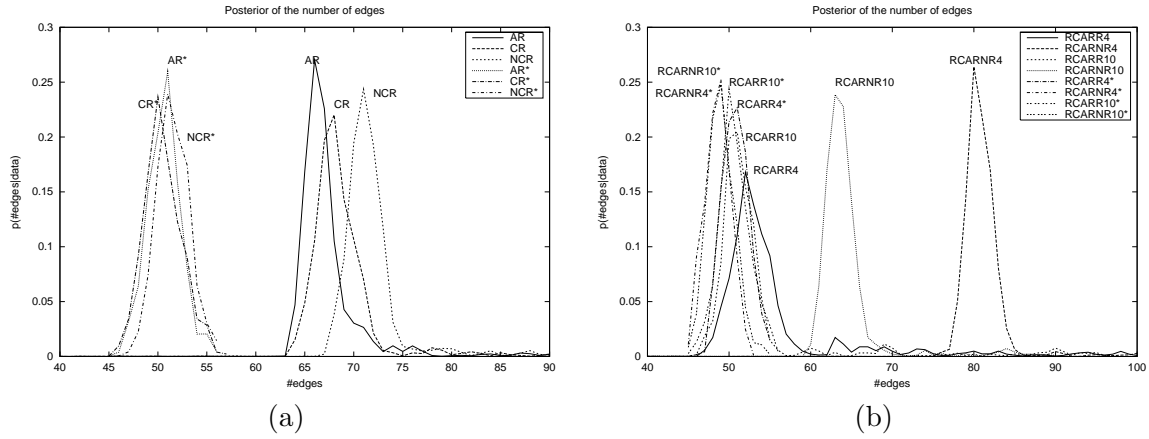 Posterior of the number of edges
0.3
0.25
0.2
0.15
0.1
0.05
0
p(#edges|data)
AR
CR
NCR
AR*
CR*
NCR*
AR*
AR
CR*
CR
NCR
NCR*
40 45 50 55 60 65 70 75 80 85 90
#edges
(a)
Posterior of the number of edges
0.3
0.25
0.2
0.15
0.1
0.05
0
p(#edges|data)
RCARR4
RCARNR4
RCARR10
RCARNR10
RCARR4*
RCARNR4*
RCARR10*
RCARNR10*
RCARNR10*
RCARR10*
RCARNR10
RCARNR4
RCARNR4*
RCARR4*
RCARR10
RCARR4
40 50 60 70 80 90 100
#edges
(b)